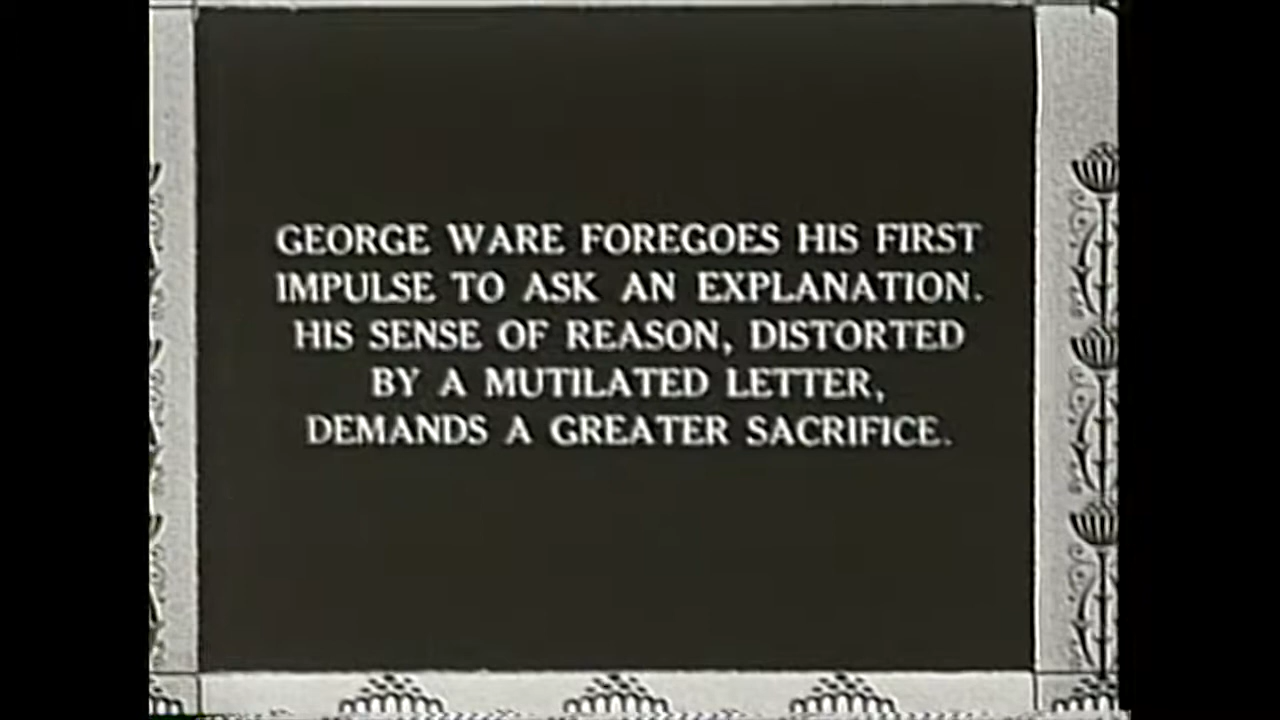 GEORGE WARE FOREGOES HIS FIRST
IMPULSE TO ASK AN EXPLANATION.
HIS SENSE OF REASON, DISTORTED
BY A MUTILATED LETTER,
DEMANDS A GREATER SACRIFICE.